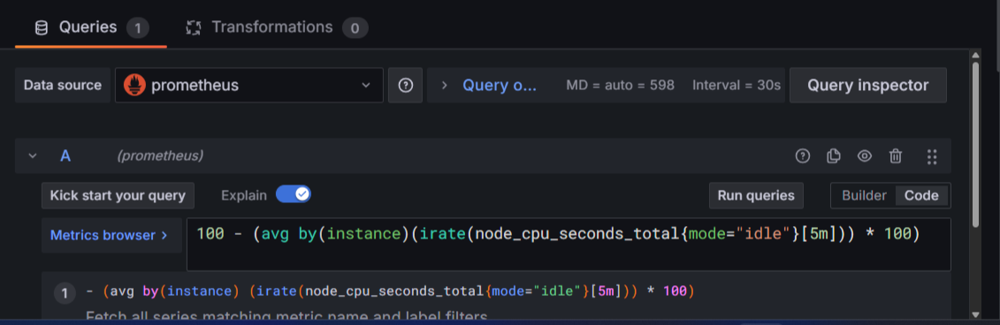 Queries 1 Transformations 0
Data source prometheus Query o... MD = auto = 598 Interval = 30s Query inspector
A (prometheus)
Kick start your query Explain Run queries Builder Code
Metrics browser > 100 - (avg by(instance)(irate(node_cpu_seconds_total{mode="idle"}[5m])) * 100)
1 - (avg by(instance) (irate(node_cpu_seconds_total{mode="idle"}[5m])) * 100)
Fetch all series matching metric name and label filters.